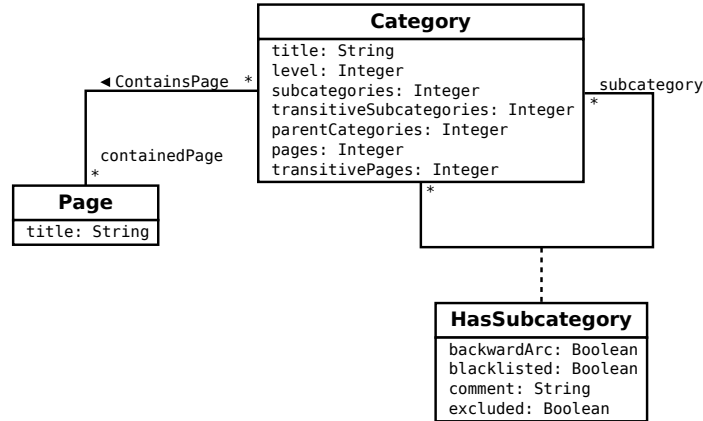 Category
title: String
level: Integer
subcategories: Integer
transitiveSubcategories: Integer
parentCategories: Integer
pages: Integer
transitivePages: Integer
◄ ContainsPage *
subcategory
*
containedPage
*
*
Page
title: String
HasSubcategory
backwardArc: Boolean
blacklisted: Boolean
comment: String
excluded: Boolean